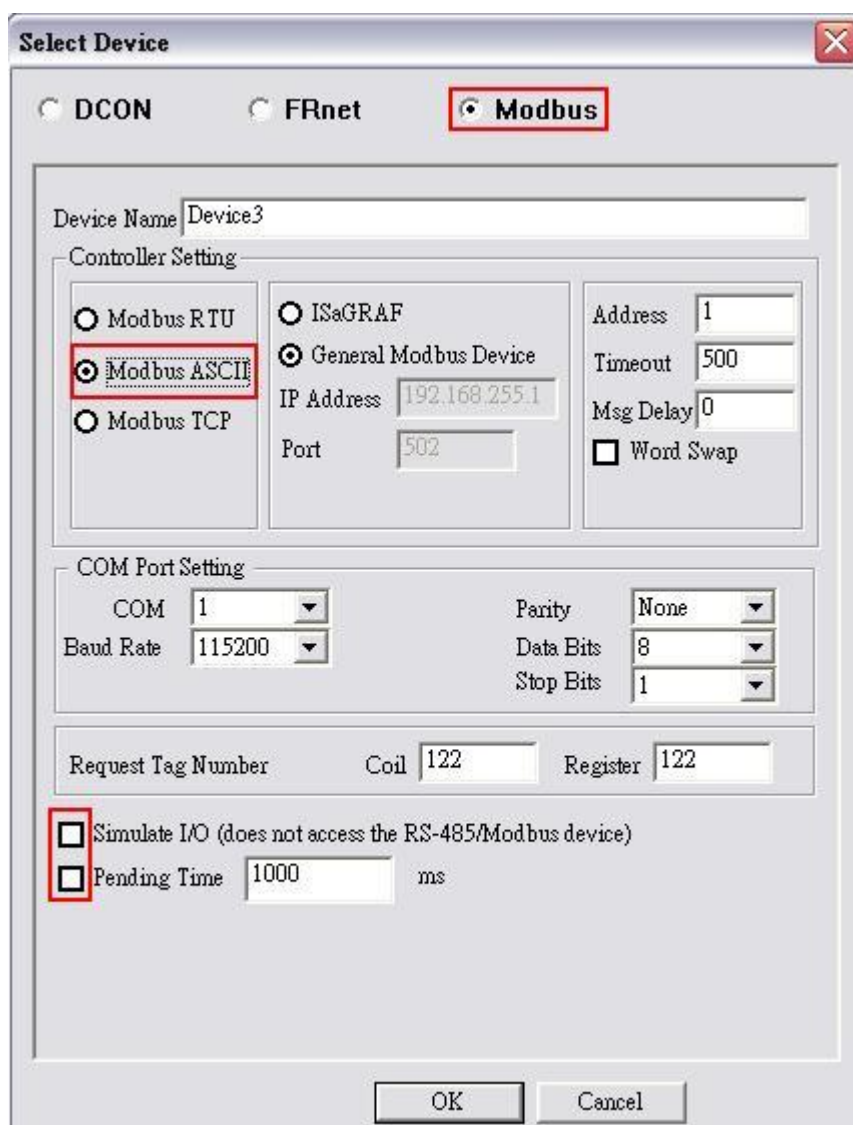 Select Device
DCON FRnet Modbus
Device Name Device3
Controller Setting
Modbus RTU
Modbus ASCII
Modbus TCP
ISaGRAF
General Modbus Device
IP Address 192.168.255.1
Port 502
Address 1
Timeout 500
Msg Delay 0
Word Swap
COM Port Setting
COM 1
Baud Rate 115200
Parity None
Data Bits 8
Stop Bits 1
Request Tag Number Coil 122 Register 122
Simulate I/O (does not access the RS-485/Modbus device)
Pending Time 1000 ms
OK Cancel